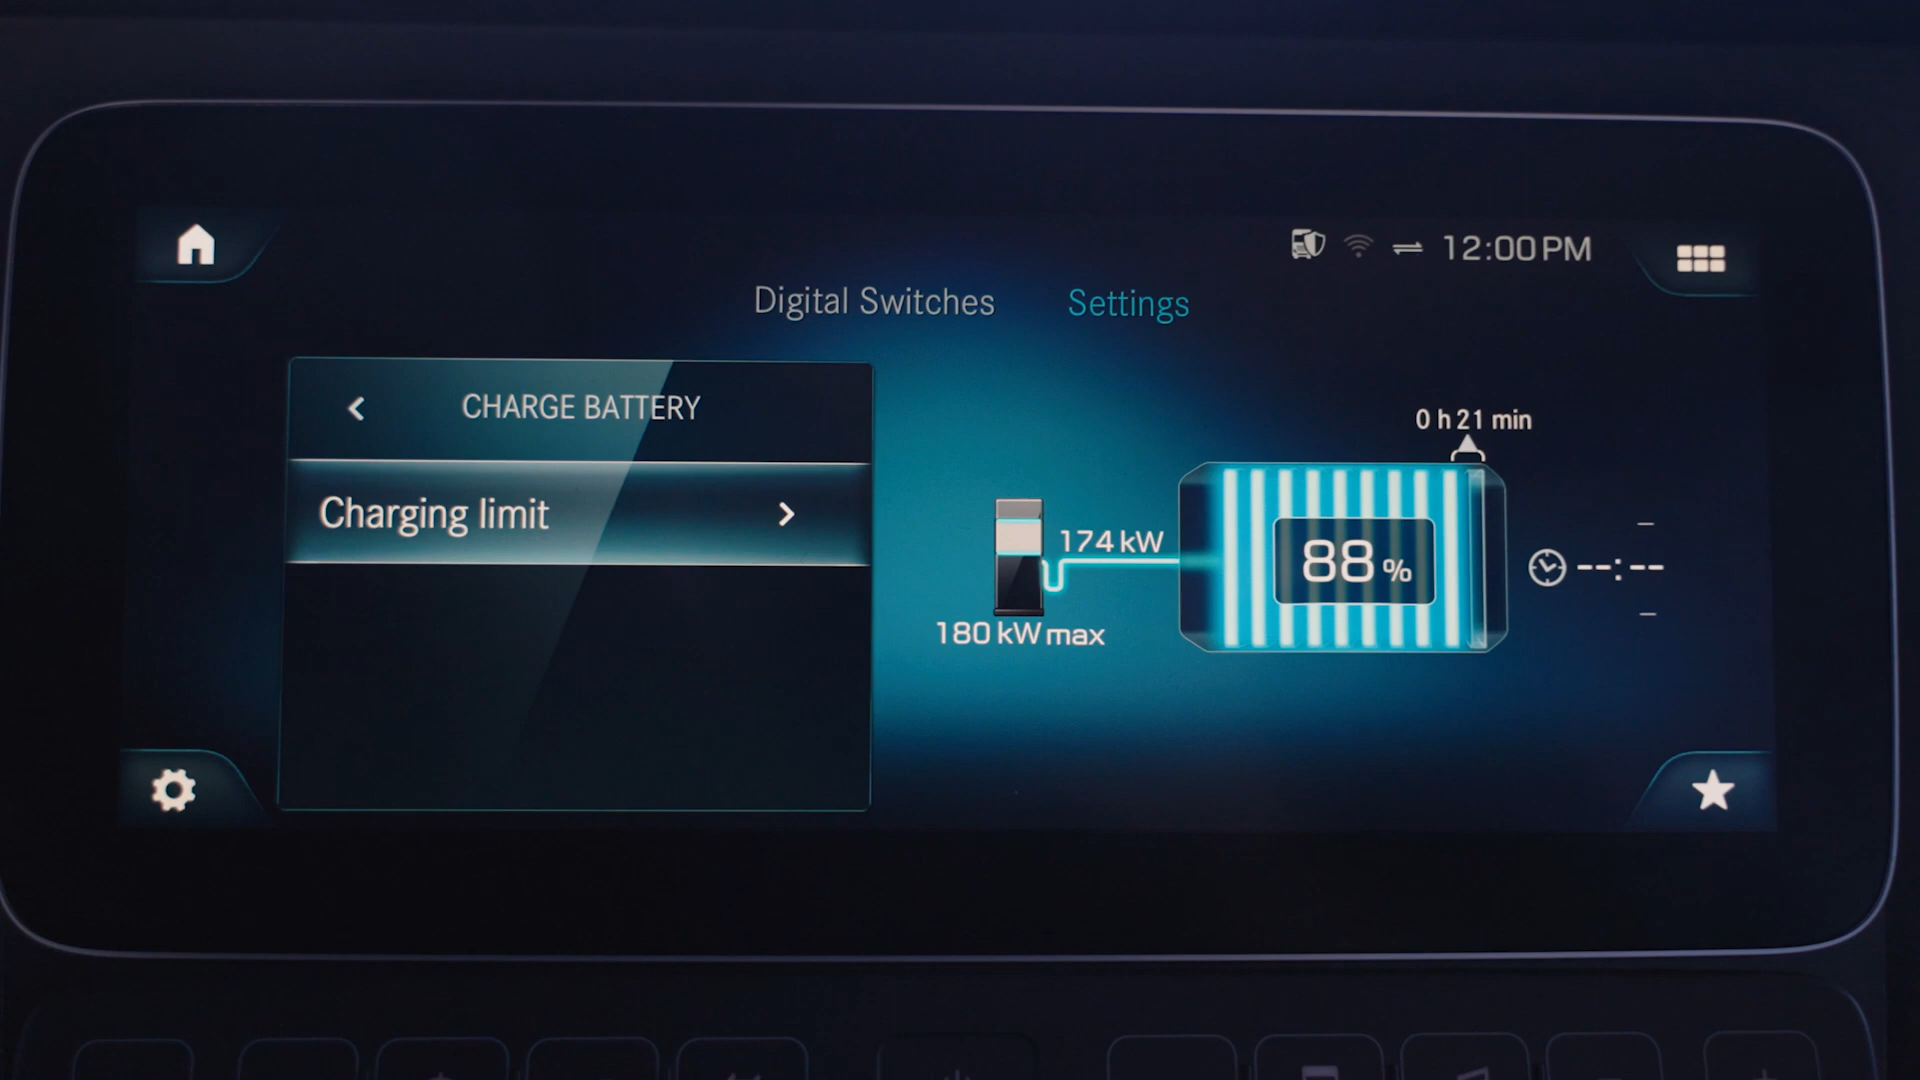 12:00 PM
Digital Switches
Settings
CHARGE BATTERY
Charging limit
0 h 21 min
174 kW
88 %
--:--
180 kW max